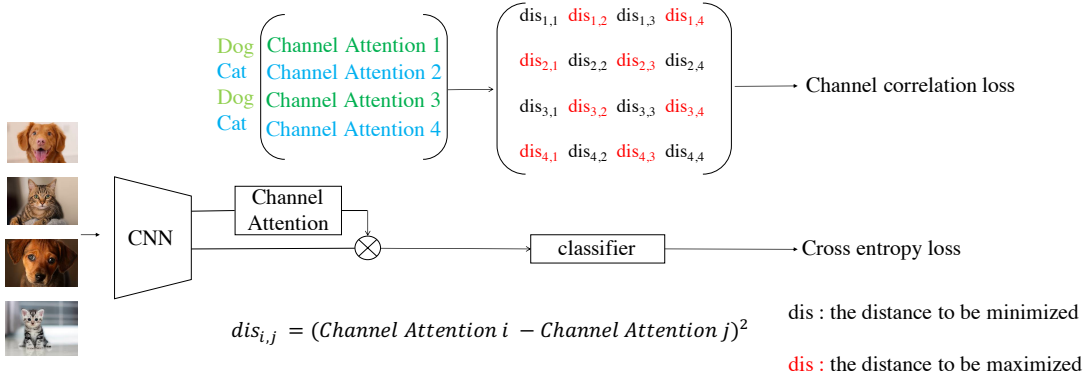 Dog Channel Attention 1
Cat Channel Attention 2
Dog Channel Attention 3
Cat Channel Attention 4
dis1,1 dis1,2 dis1,3 dis1,4
dis2,1 dis2,2 dis2,3 dis2,4
dis3,1 dis3,2 dis3,3 dis3,4
dis4,1 dis4,2 dis4,3 dis4,4
Channel correlation loss
CNN
Channel
Attention
classifier
Cross entropy loss
disi,j = (Channel Attention i − Channel Attention j)²
dis : the distance to be minimized
dis : the distance to be maximized